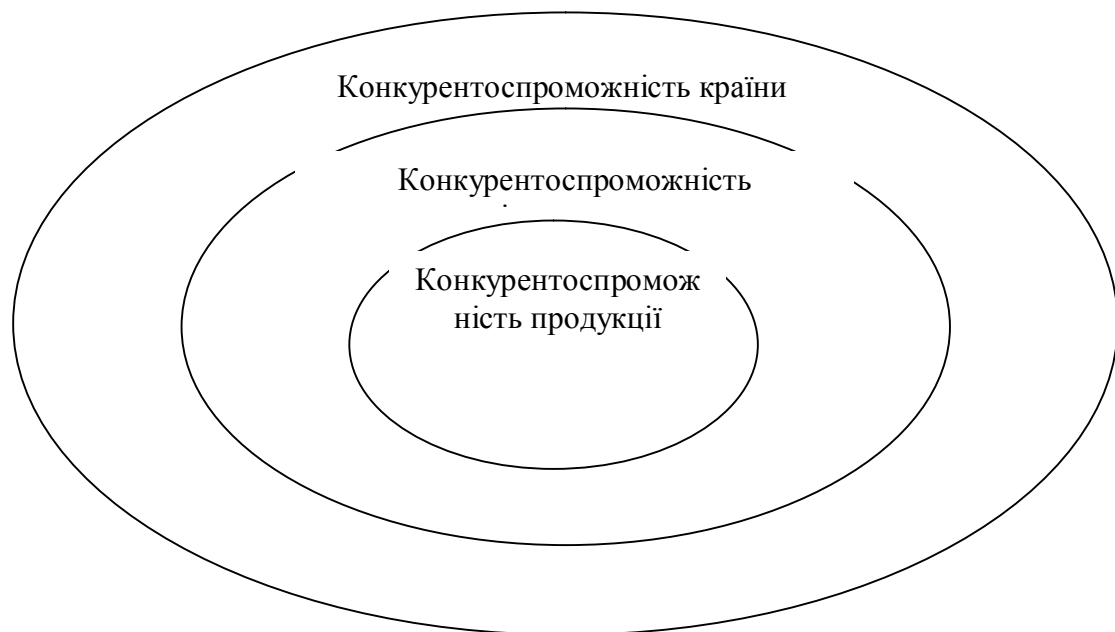 Конкурентоспроможність країни
Конкурентоспроможність
Конкурентоспромож
ність продукції